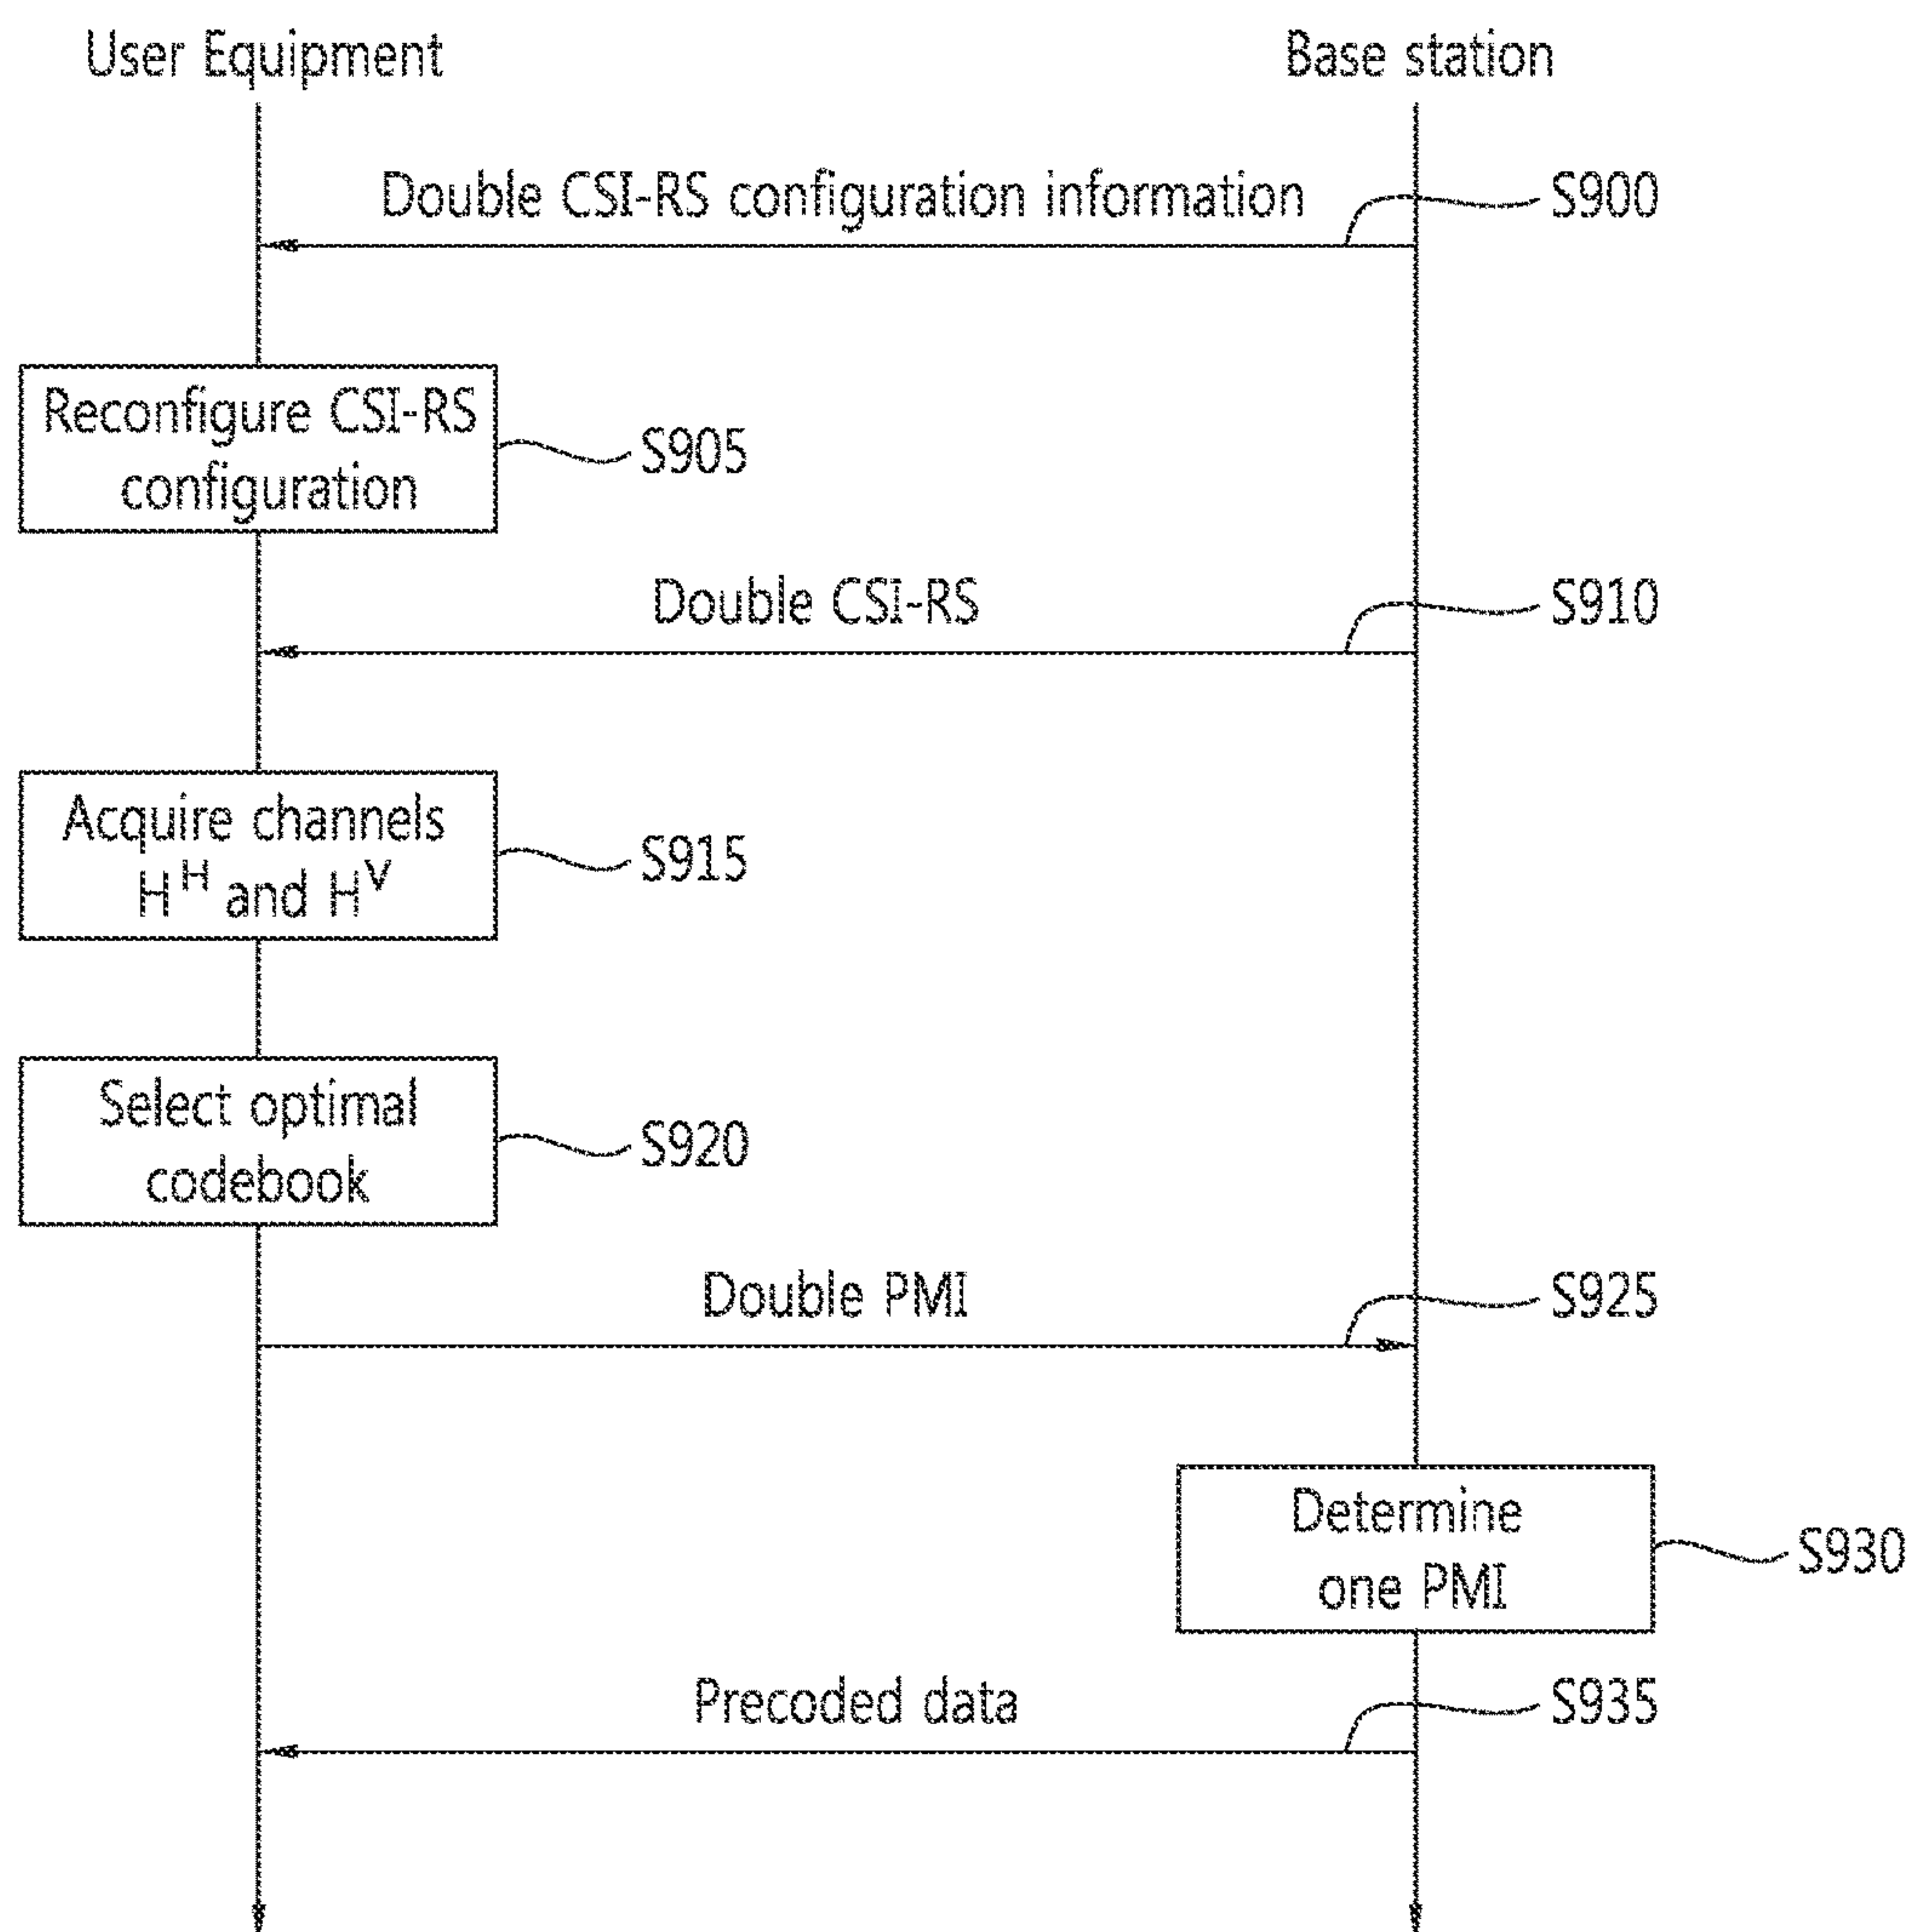 User Equipment
Base station
Double CSI-RS configuration information
S900
Reconfigure CSI-RS
configuration
S905
Double CSI-RS
S910
Acquire channels
H^H and H^V
S915
Select optimal
codebook
S920
Double PMI
S925
Determine
one PMI
S930
Precoded data
S935